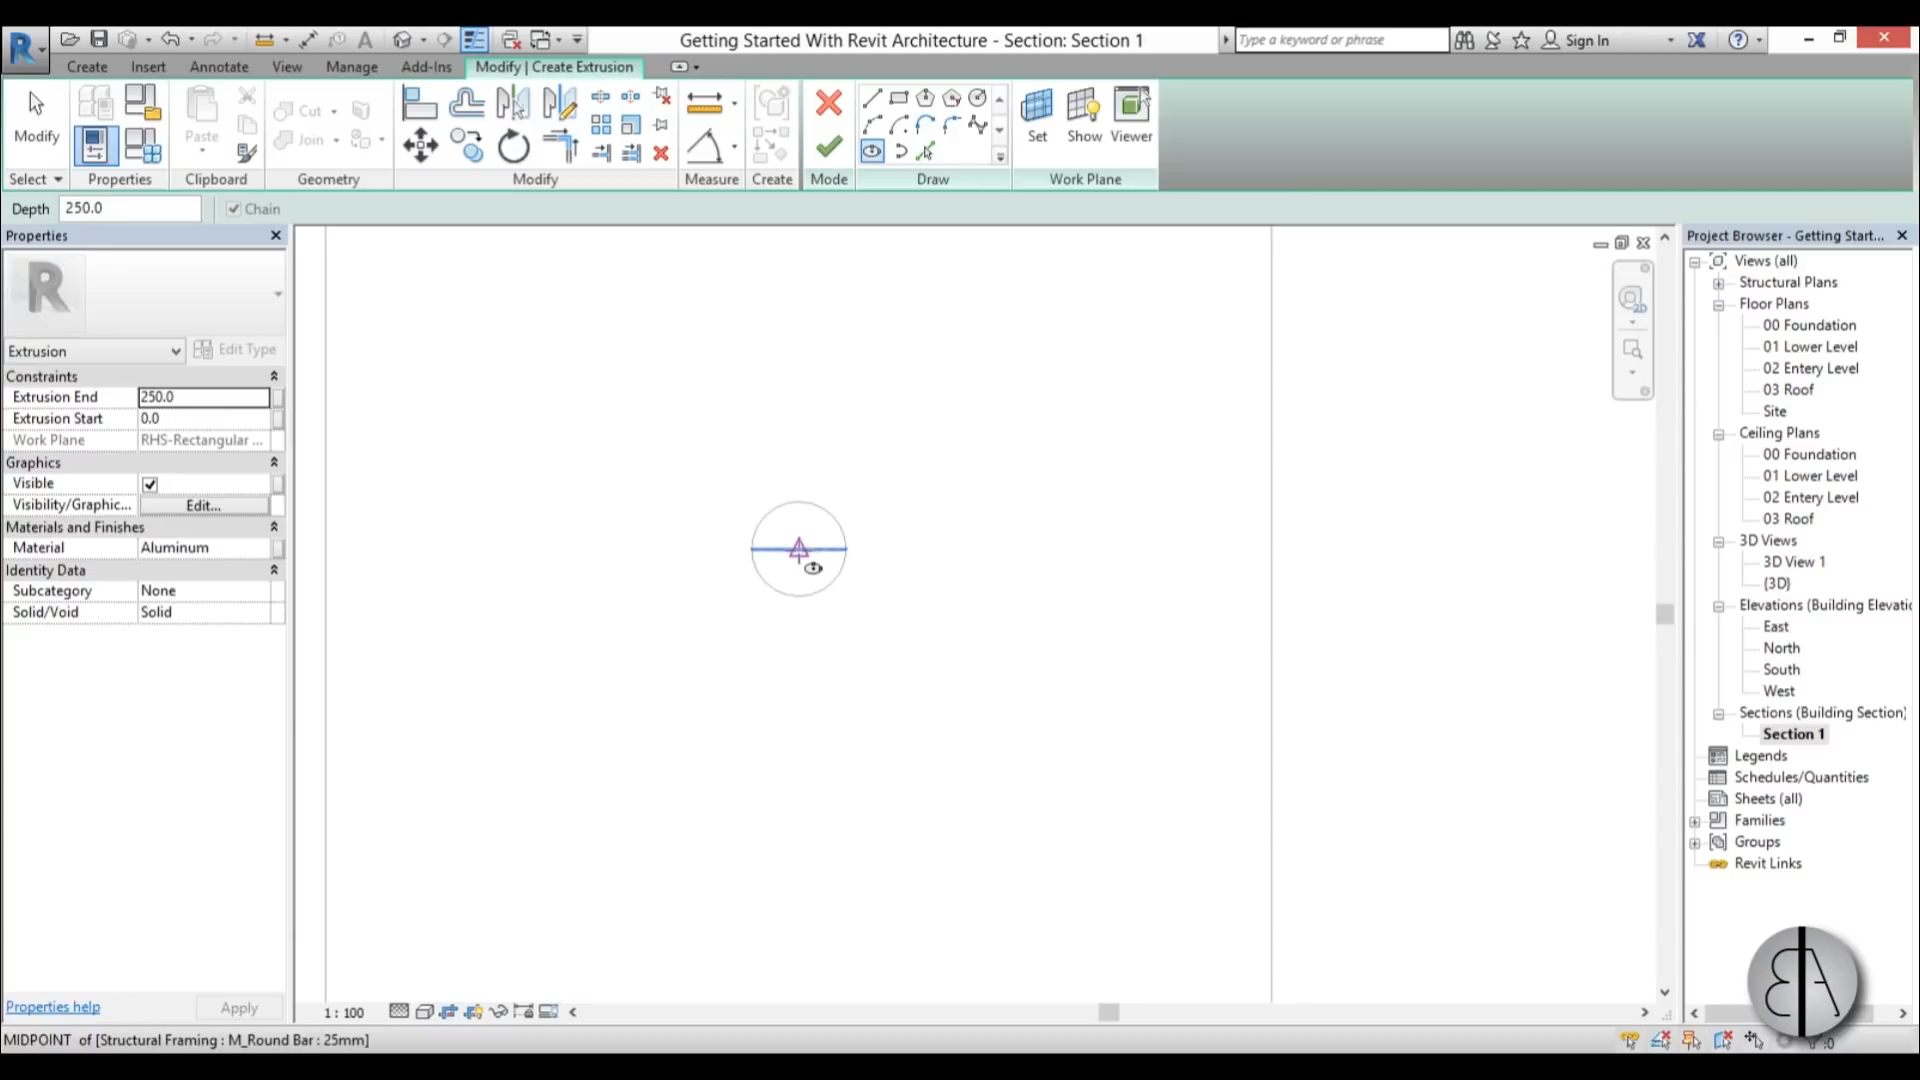 Getting Started With Revit Architecture - Section: Section 1
Type a keyword or phrase
Sign In
Create Insert Annotate View Manage Add-Ins Modify | Create Extrusion
Modify
Paste
Cut
Join
Set Show Viewer
Select Properties Clipboard Geometry Modify Measure Create Mode Draw Work Plane
Depth 250.0 Chain
Properties
R
Extrusion Edit Type
Constraints
Extrusion End 250.0
Extrusion Start 0.0
Work Plane RHS-Rectangular ...
Graphics
Visible
Visibility/Graphic... Edit...
Materials and Finishes
Material Aluminum
Identity Data
Subcategory None
Solid/Void Solid
Properties help Apply
2D
1 : 100
Project Browser - Getting Start...
Views (all)
Structural Plans
Floor Plans
00 Foundation
01 Lower Level
02 Entery Level
03 Roof
Site
Ceiling Plans
00 Foundation
01 Lower Level
02 Entery Level
03 Roof
3D Views
3D View 1
(3D)
Elevations (Building Elevatio
East
North
South
West
Sections (Building Section)
Section 1
Legends
Schedules/Quantities
Sheets (all)
Families
Groups
Revit Links
BA
MIDPOINT of [Structural Framing : M_Round Bar : 25mm]
:0